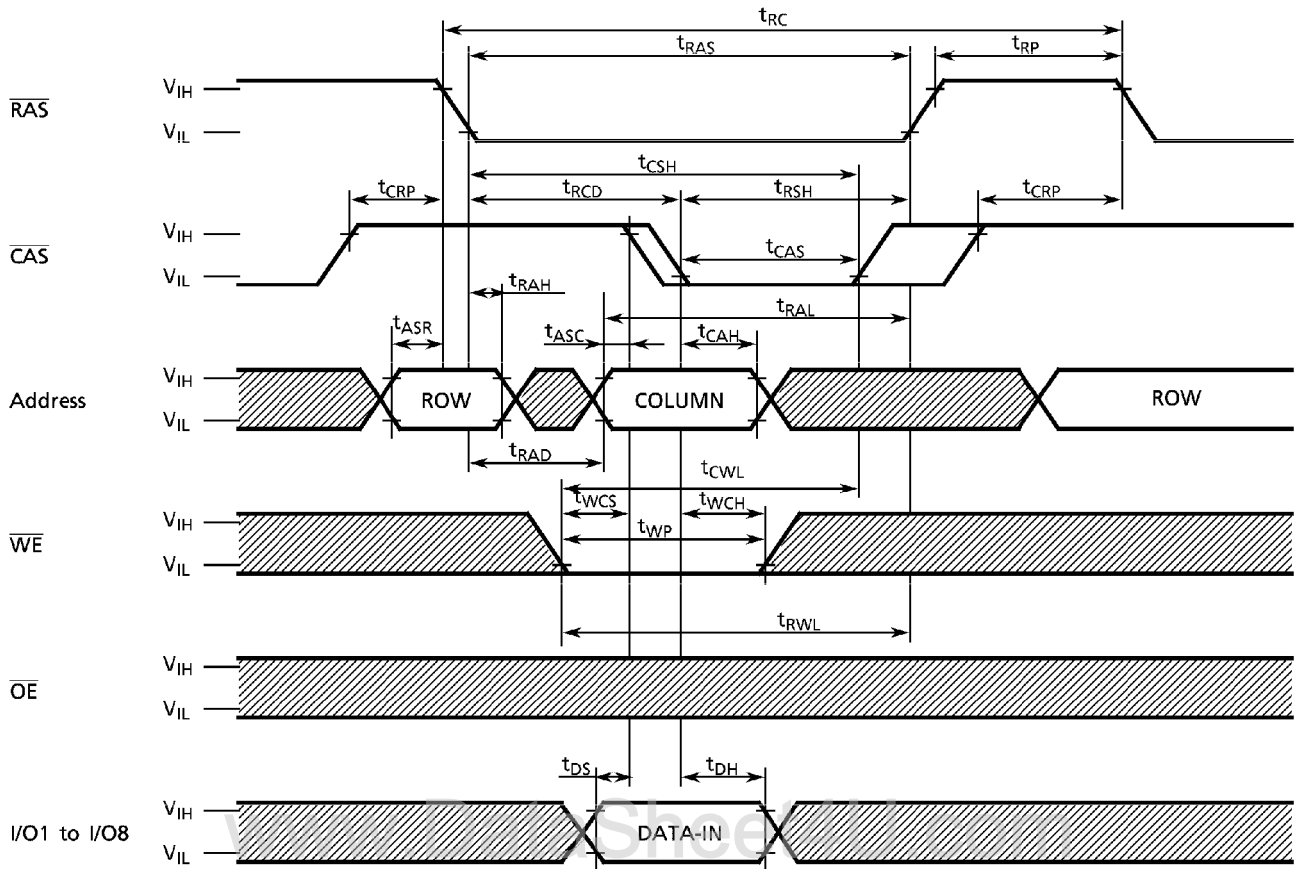 tRC
tRAS
tRP
RAS
VIH
VIL
tCSH
tCRP
tRCD
tRSH
tCRP
CAS
VIH
VIL
tCAS
tRAH
tRAL
tASR
tASC
tCAH
Address
VIH
VIL
ROW
COLUMN
ROW
tRAD
tCWL
tWCS
tWCH
WE
VIH
VIL
tWP
tRWL
OE
VIH
VIL
tDS
tDH
I/O1 to I/O8
VIH
VIL
DATA-IN
www.DataSheet4U.com